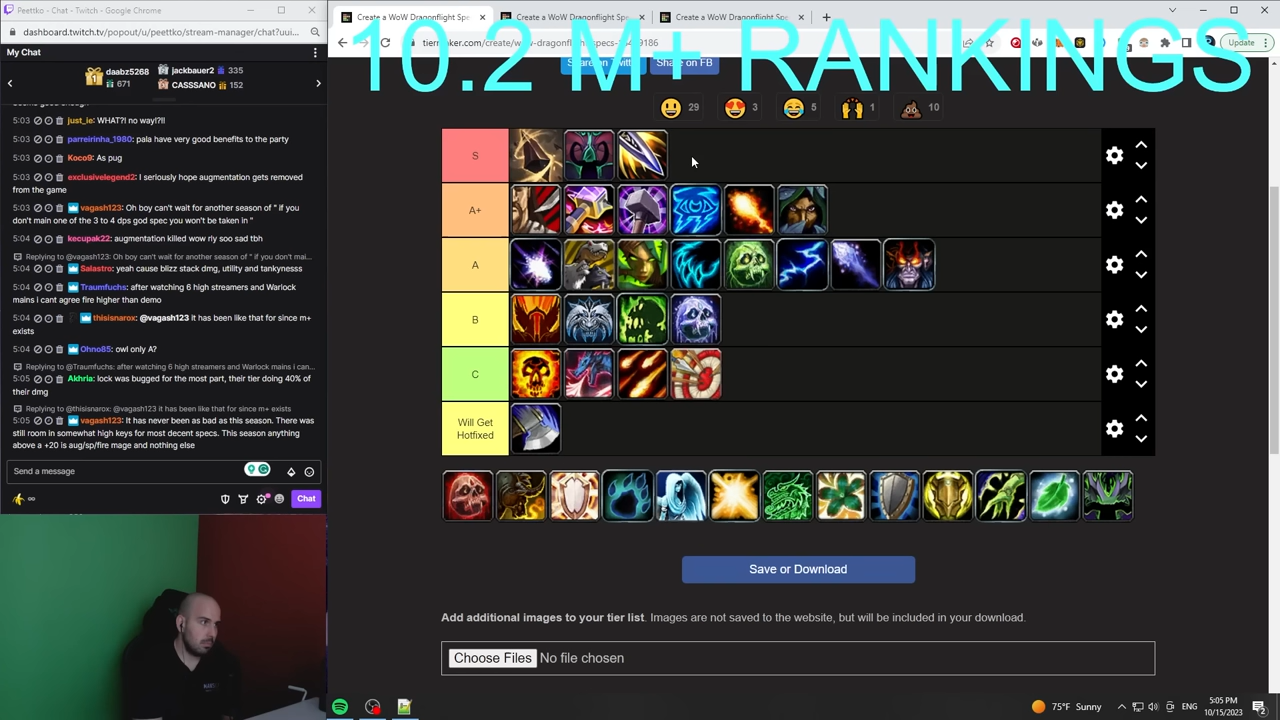 Peettko - Chat - Twitch - Google Chrome
dashboard.twitch.tv/popout/u/peettko/stream-manager/chat?uui...
My Chat
daabz5268
671
jackbauer2 335
CASSSANO 152
5:03 just_ie: WHAT?! no way!?!!
5:03 parreirinha_1980: pala have very good benefits to the party
5:03 Koco9: As pug
5:03 exclusivelegend2: I seriously hope augmentation gets removed
from the game
5:03 vagash123: Oh boy can't wait for another season of " if you
don't main one of the 3 to 4 dps god spec you won't be taken in "
5:03 kecupak22: augmentation killed wow rly soo sad tbh
Replying to @vagash123: Oh boy can't wait for another season of " if you don't mai...
5:04 Salastro: yeah cause blizz stack dmg, utility and tankynesss
5:04 Traumfuchs: after watching 6 high streamers and Warlock
mains i cant agree fire higher than demo
5:04 thisisnarox: @vagash123 It has been like that for since m+
exists
5:04 Ohno85: owl only A?
Replying to @Traumfuchs: after watching 6 high streamers and Warlock mains i can...
5:05 Akhria: lock was bugged for the most part, their tier doing 40% of
their dmg
Replying to @thisisnarox: @vagash123 It has been like that for since m+ exists
5:05 vagash123: It has never been as bad as this season. There was
still room in somewhat high keys for most decent specs. This season anything
above a +20 is aug/sp/fire mage and nothing else
Send a message
∞
Chat
Create a WoW Dragonflight Spe
Create a WoW Dragonflight Spe
Create a WoW Dragonflight Spe
Update
10.2 M+ RANKINGS
Share on FB
29
3
5
1
10
S
A+
A
B
C
Will Get
Hotfixed
Save or Download
Add additional images to your tier list. Images are not saved to the website, but will be included in your download.
Choose Files No file chosen
75°F Sunny
ENG
5:05 PM
10/15/2023
2